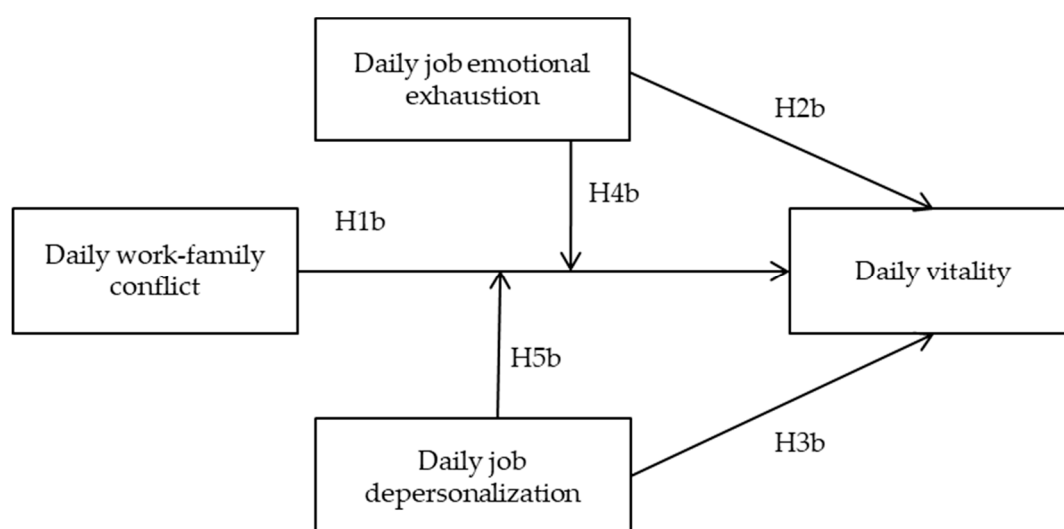 Daily job emotional
exhaustion
H2b
H4b
H1b
Daily work-family
conflict
Daily vitality
H5b
H3b
Daily job
depersonalization